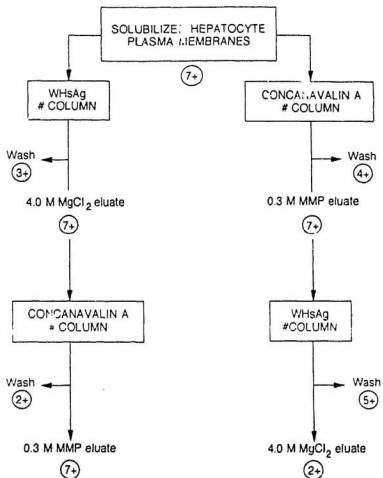 SOLUBILIZE: HEPATOCYTE
PLASMA MEMBRANES
7+
WHsAg
# COLUMN
CONCANAVALIN A
# COLUMN
Wash
3+
Wash
4+
4.0 M MgCl2 eluate
7+
0.3 M MMP eluate
7+
CONCANAVALIN A
# COLUMN
WHsAg
#COLUMN
Wash
2+
Wash
5+
0.3 M MMP eluate
7+
4.0 M MgCl2 eluate
2+